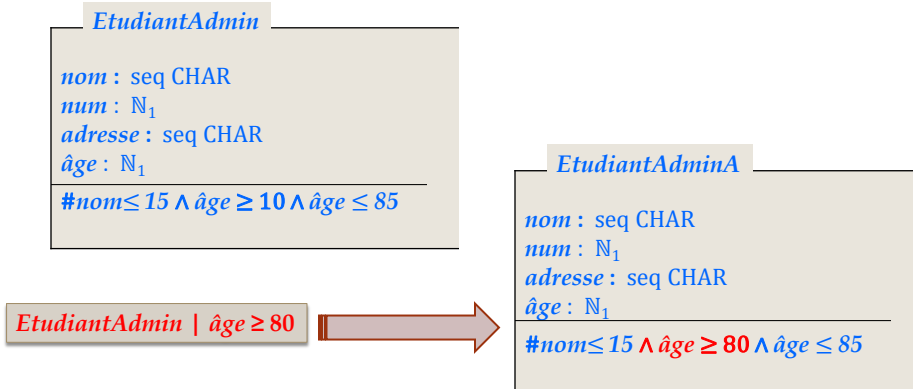 EtudiantAdmin
nom : seq CHAR
num : ℕ₁
adresse : seq CHAR
âge : ℕ₁
#nom≤ 15 ∧ âge ≥ 10 ∧ âge ≤ 85
EtudiantAdmin | âge ≥ 80
EtudiantAdminA
nom : seq CHAR
num : ℕ₁
adresse : seq CHAR
âge : ℕ₁
#nom≤ 15 ∧ âge ≥ 80 ∧ âge ≤ 85